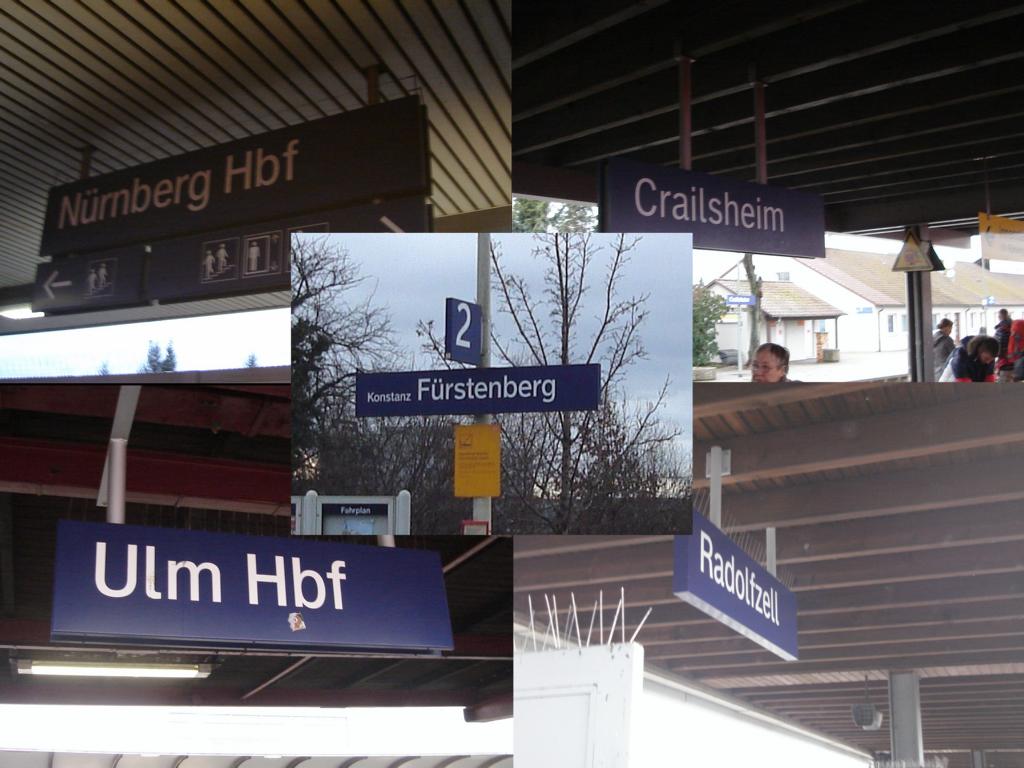 Nürnberg Hbf
Crailsheim
2
Konstanz Fürstenberg
Fahrplan
Ulm Hbf
Radolfzell